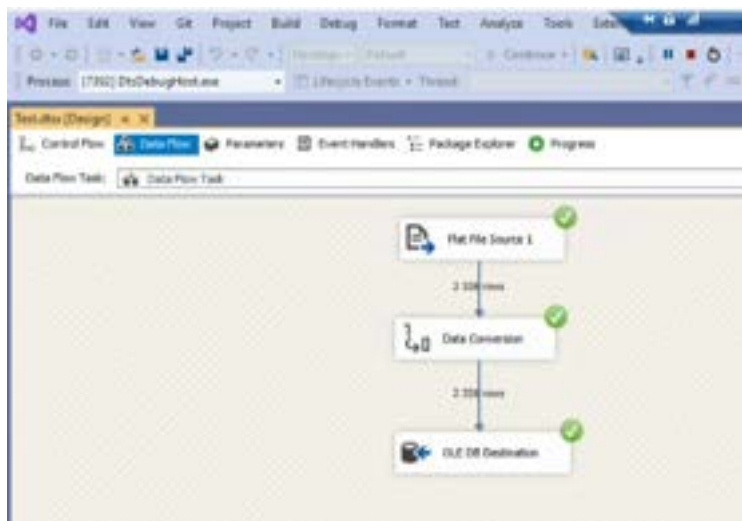 File Edit View Git Project Build Debug Format Test Analyze Tools
Continue
Process: [7392] DtsDebugHost.exe Lifecycle Events Thread:
Test.dtsx [Design]
Control Flow Data Flow Parameters Event Handlers Package Explorer Progress
Data Flow Task: Data Flow Task
Flat File Source 1
rows
Data Conversion
rows
OLE DB Destination